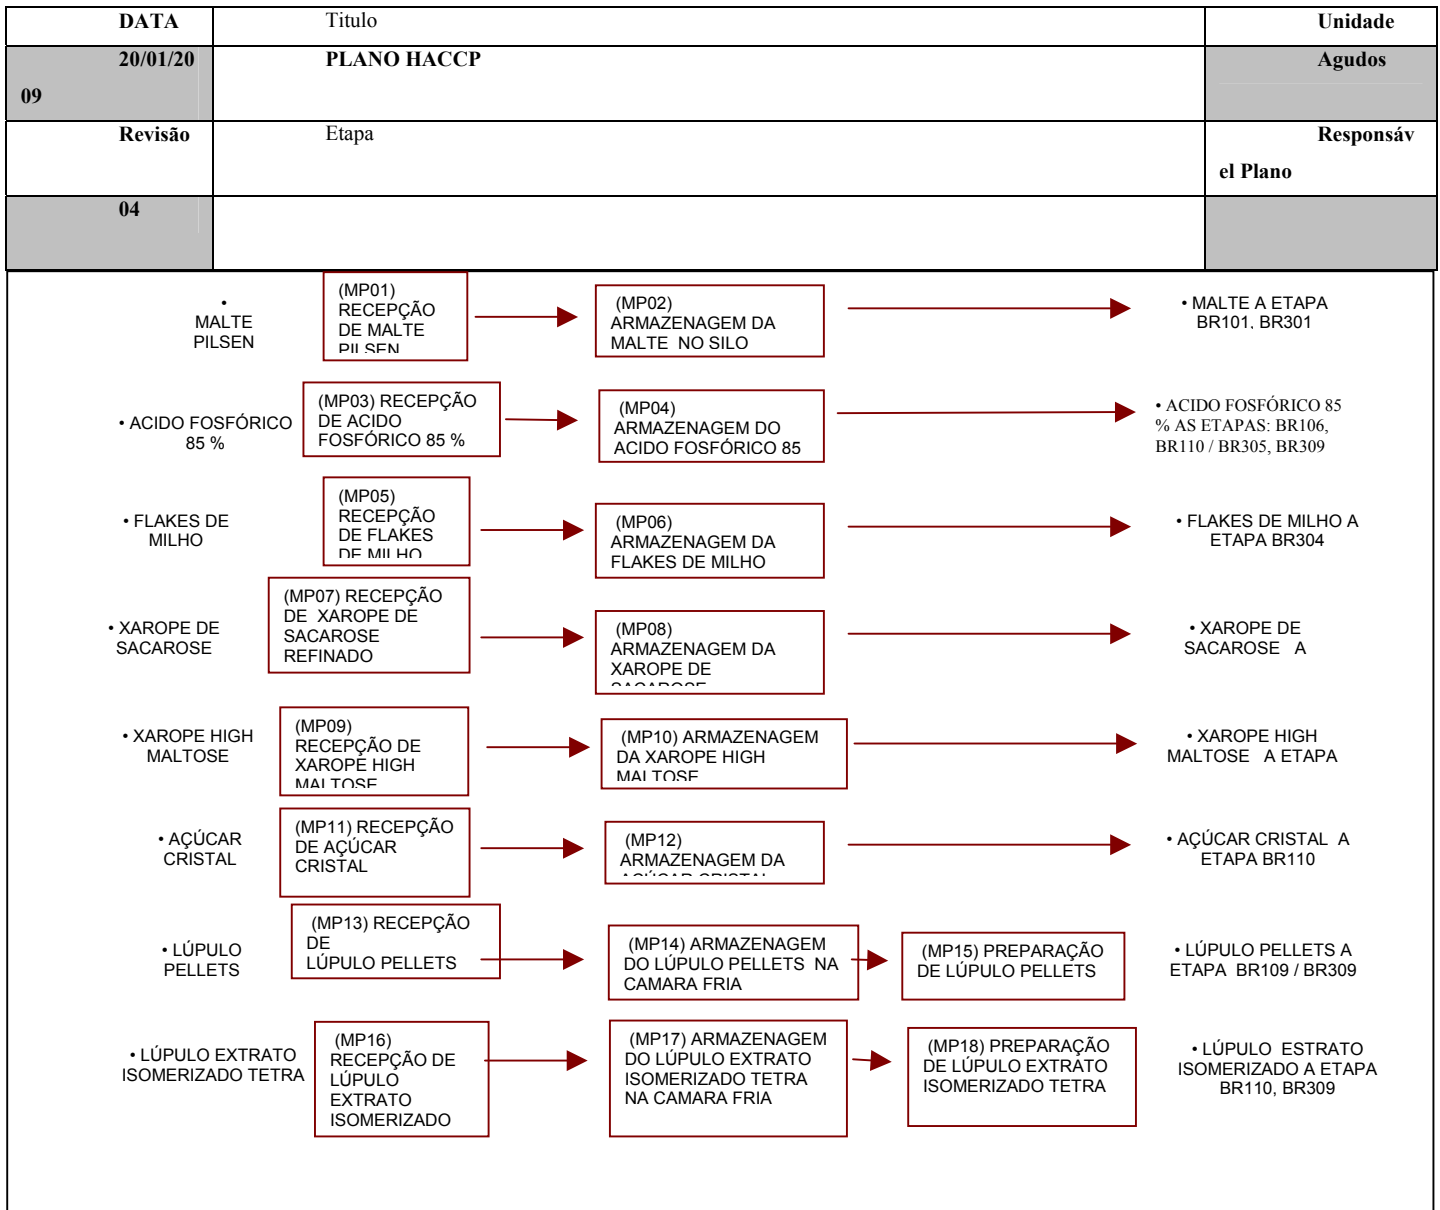 DATA
Titulo
Unidade
20/01/20
09
PLANO HACCP
Agudos
Revisão
Etapa
Responsáv
el Plano
04
•
MALTE
PILSEN
(MP01)
RECEPÇÃO
DE MALTE
PILSEN
(MP02)
ARMAZENAGEM DA
MALTE NO SILO
• MALTE A ETAPA
BR101, BR301
• ACIDO FOSFÓRICO
85 %
(MP03) RECEPÇÃO
DE ACIDO
FOSFÓRICO 85 %
(MP04)
ARMAZENAGEM DO
ACIDO FOSFÓRICO 85
• ACIDO FOSFÓRICO 85
% AS ETAPAS: BR106,
BR110 / BR305, BR309
• FLAKES DE
MILHO
(MP05)
RECEPÇÃO
DE FLAKES
DE MILHO
(MP06)
ARMAZENAGEM DA
FLAKES DE MILHO
• FLAKES DE MILHO A
ETAPA BR304
• XAROPE DE
SACAROSE
(MP07) RECEPÇÃO
DE XAROPE DE
SACAROSE
REFINADO
(MP08)
ARMAZENAGEM DA
XAROPE DE
SACAROSE
• XAROPE DE
SACAROSE A
• XAROPE HIGH
MALTOSE
(MP09)
RECEPÇÃO DE
XAROPE HIGH
MALTOSE
(MP10) ARMAZENAGEM
DA XAROPE HIGH
MALTOSE
• XAROPE HIGH
MALTOSE A ETAPA
• AÇÚCAR
CRISTAL
(MP11) RECEPÇÃO
DE AÇÚCAR
CRISTAL
(MP12)
ARMAZENAGEM DA
AÇÚCAR CRISTAL
• AÇÚCAR CRISTAL A
ETAPA BR110
• LÚPULO
PELLETS
(MP13) RECEPÇÃO
DE
LÚPULO PELLETS
(MP14) ARMAZENAGEM
DO LÚPULO PELLETS NA
CAMARA FRIA
(MP15) PREPARAÇÃO
DE LÚPULO PELLETS
• LÚPULO PELLETS A
ETAPA BR109 / BR309
• LÚPULO EXTRATO
ISOMERIZADO TETRA
(MP16)
RECEPÇÃO DE
LÚPULO
EXTRATO
ISOMERIZADO
(MP17) ARMAZENAGEM
DO LÚPULO EXTRATO
ISOMERIZADO TETRA
NA CAMARA FRIA
(MP18) PREPARAÇÃO
DE LÚPULO EXTRATO
ISOMERIZADO TETRA
• LÚPULO ESTRATO
ISOMERIZADO A ETAPA
BR110, BR309